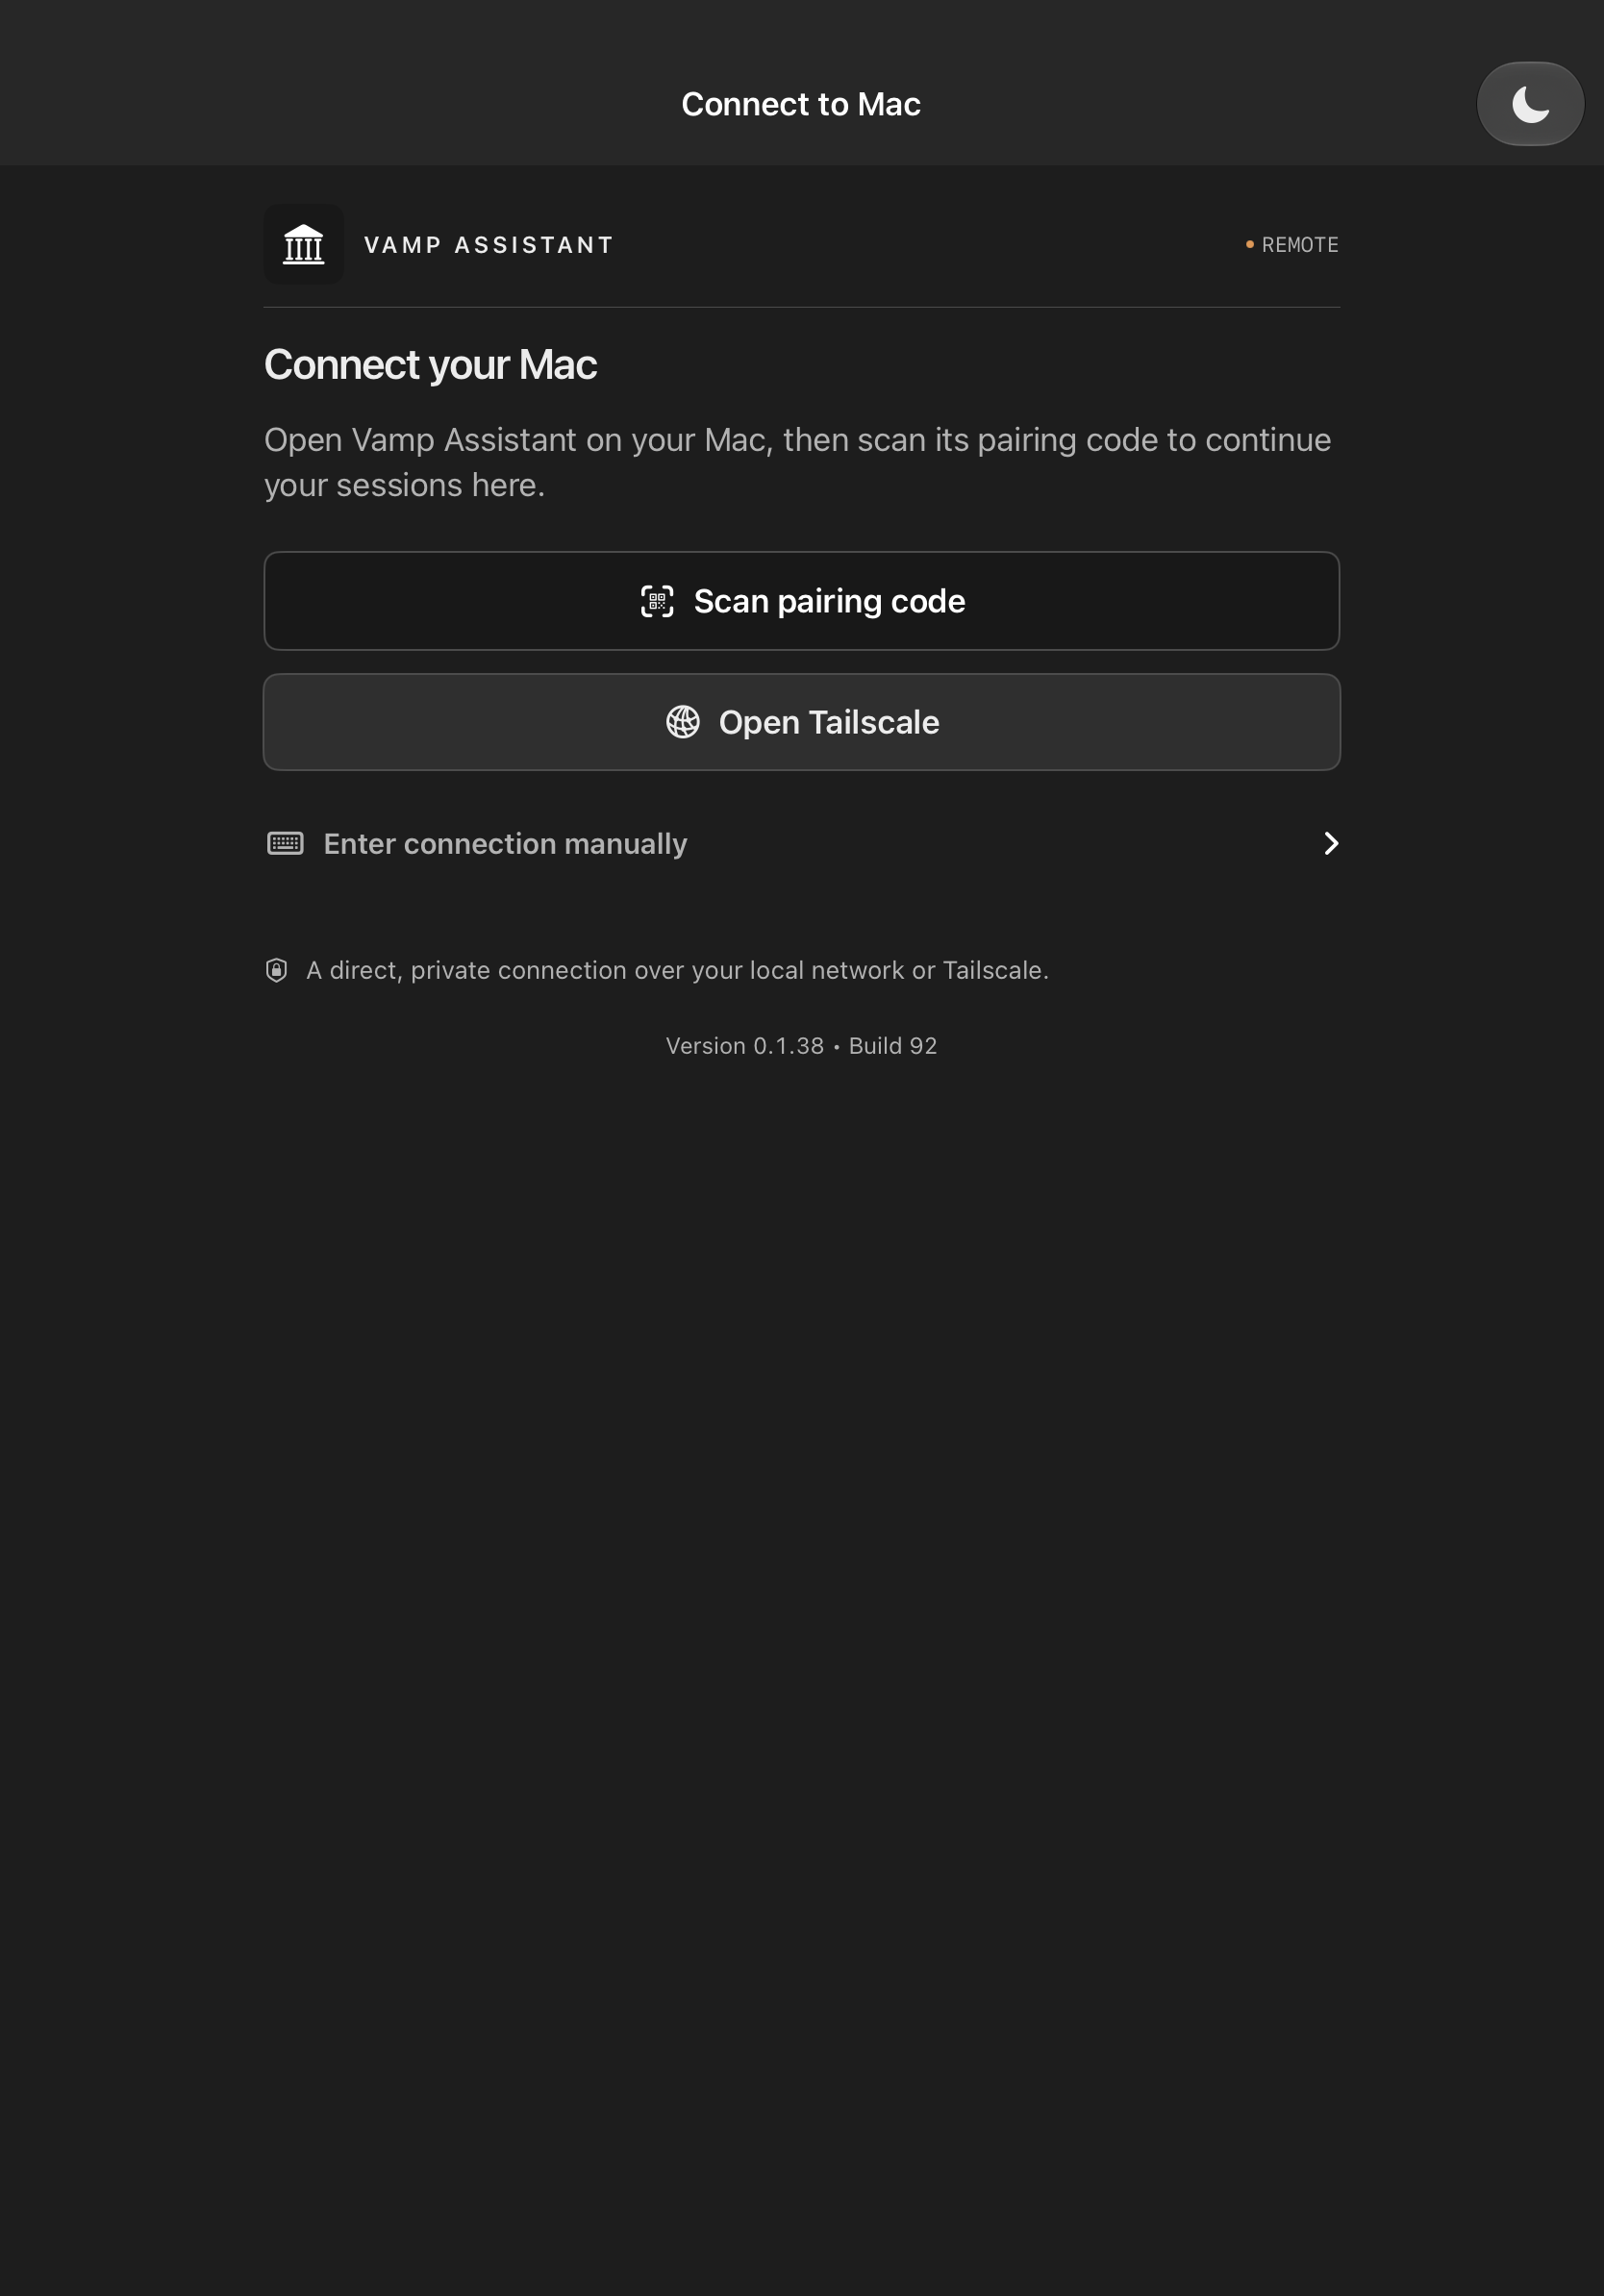 Connect to Mac
VAMP ASSISTANT
REMOTE
Connect your Mac
Open Vamp Assistant on your Mac, then scan its pairing code to continue
your sessions here.
Scan pairing code
Open Tailscale
Enter connection manually
A direct, private connection over your local network or Tailscale.
Version 0.1.38 • Build 92